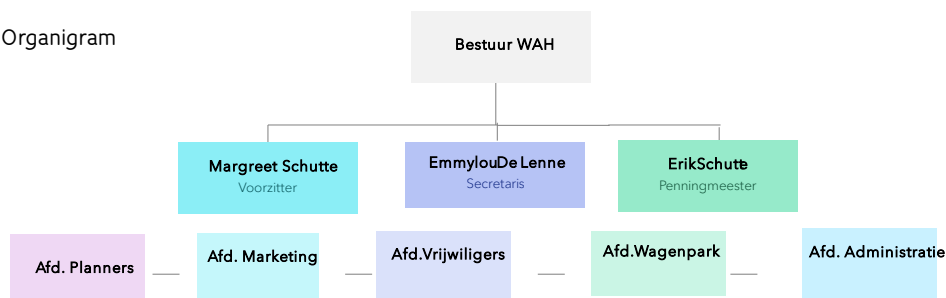 Organigram
Bestuur WAH
Margreet Schutte
Voorzitter
EmmylouDe Lenne
Secretaris
ErikSchutte
Penningmeester
Afd. Planners
Afd. Marketing
Afd.Vrijwiligers
Afd.Wagenpark
Afd. Administratie